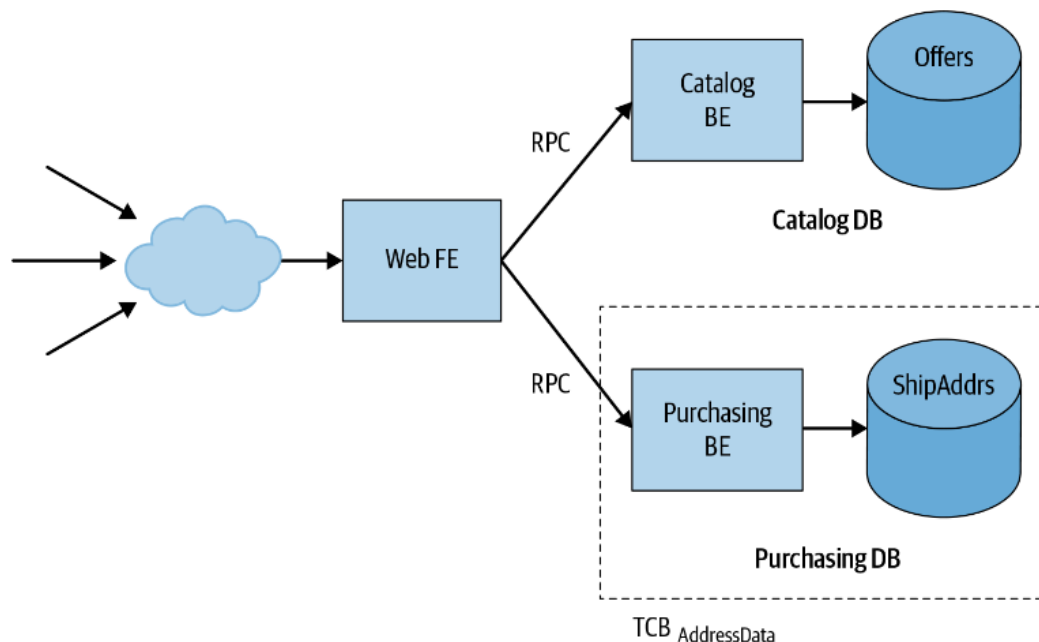 Offers
Catalog
BE
RPC
Catalog DB
Web FE
RPC
ShipAddrs
Purchasing
BE
Purchasing DB
TCB AddressData